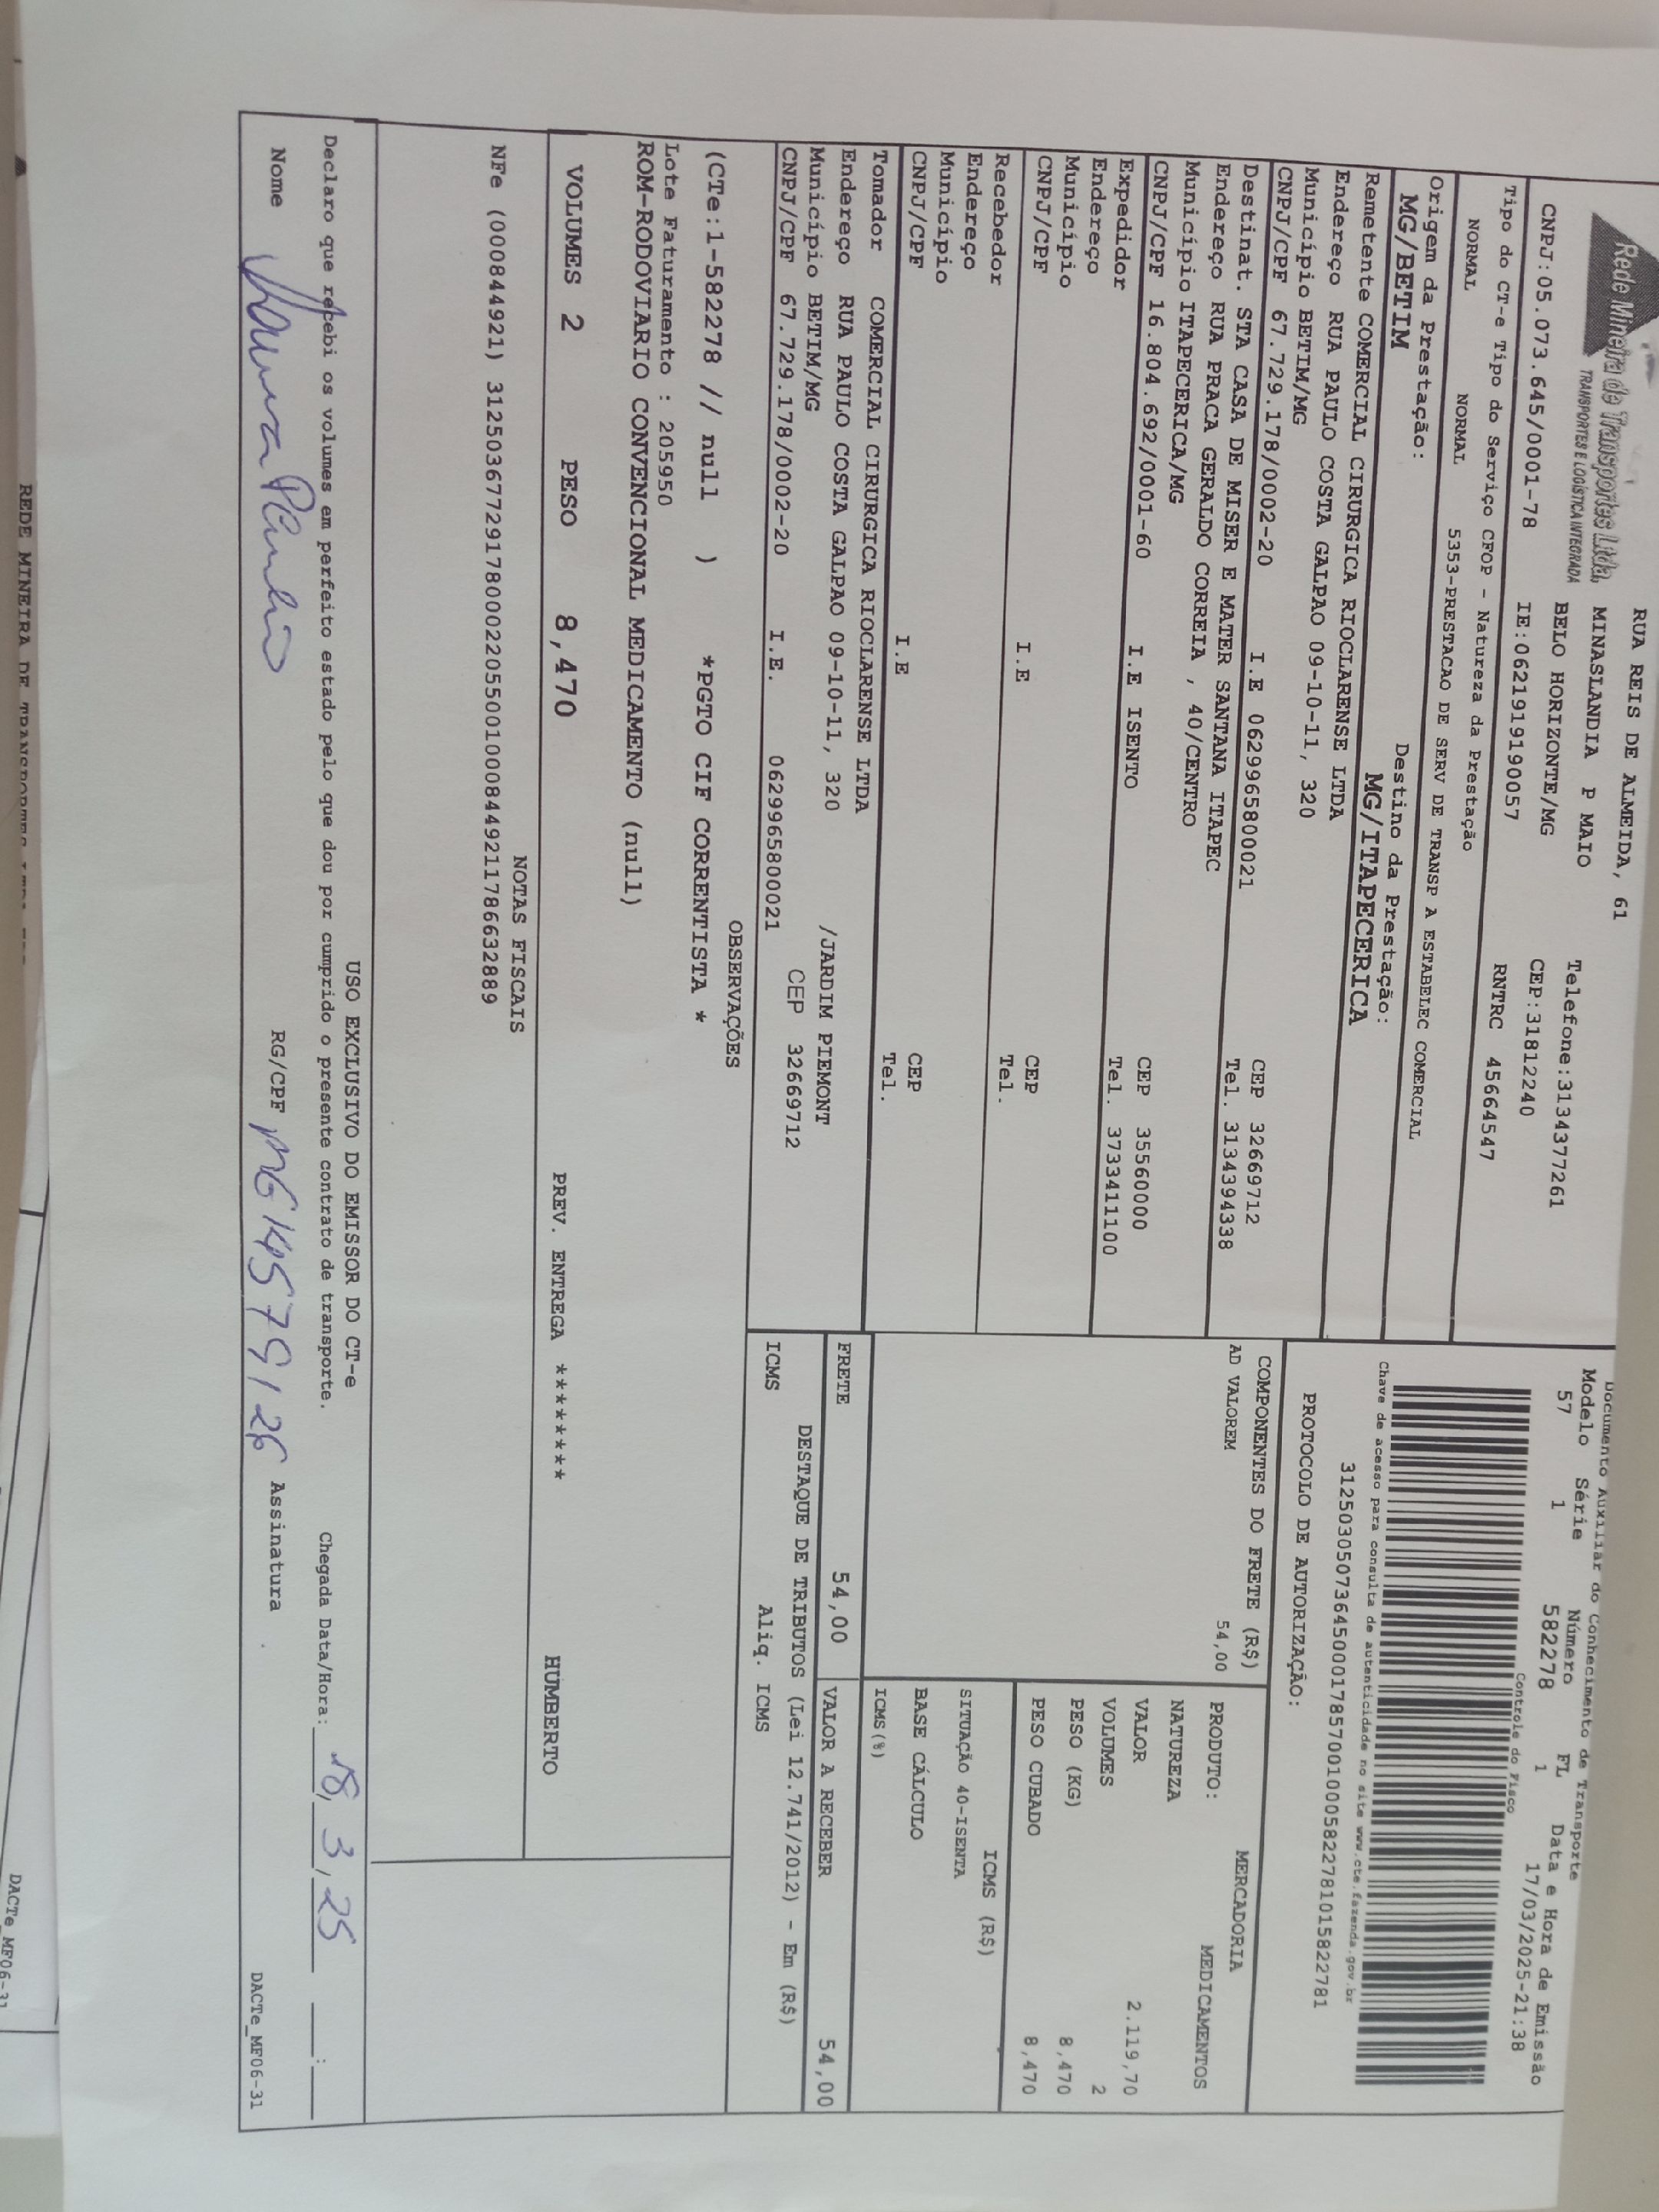 Rede Mineira de Transportes Ltda.
TRANSPORTES E LOGÍSTICA INTEGRADA
RUA REIS DE ALMEIDA, 61
MINASLANDIA P MAIO
BELO HORIZONTE/MG
Telefone:3134377261
CEP:31812240
CNPJ:05.073.645/0001-78 IE:0621919190057 RNTRC 45664547
Tipo do CT-e Tipo do Serviço CFOP - Natureza da Prestação
NORMAL NORMAL 5353-PRESTACAO DE SERV DE TRANSP A ESTABELEC COMERCIAL
Origem da Prestação: Destino da Prestação:
MG/BETIM MG/ITAPECERICA
Remetente COMERCIAL CIRURGICA RIOCLARENSE LTDA
Endereço RUA PAULO COSTA GALPAO 09-10-11, 320
Município BETIM/MG CEP 32669712
CNPJ/CPF 67.729.178/0002-20 I.E 0629965800021 Tel. 3134394338
Destinat. STA CASA DE MISER E MATER SANTANA ITAPEC
Endereço RUA PRACA GERALDO CORREIA , 40/CENTRO
Município ITAPECERICA/MG CEP 35560000
CNPJ/CPF 16.804.692/0001-60 I.E ISENTO Tel. 3733411100
Expedidor
Endereço
Município CEP
CNPJ/CPF I.E Tel.
Recebedor
Endereço
Município CEP
CNPJ/CPF I.E Tel.
Tomador COMERCIAL CIRURGICA RIOCLARENSE LTDA
Endereço RUA PAULO COSTA GALPAO 09-10-11, 320 /JARDIM PIEMONT
Município BETIM/MG CEP 32669712
CNPJ/CPF 67.729.178/0002-20 I.E. 0629965800021
Documento Auxiliar do Conhecimento de Transporte
Modelo Série Número FL Data e Hora de Emissão
57 1 582278 1 17/03/2025-21:38
Controle do Fisco
Chave de acesso para consulta de autenticidade no site www.cte.fazenda.gov.br
31250305073645000178570010005822781015822781
PROTOCOLO DE AUTORIZAÇÃO:
COMPONENTES DO FRETE (R$)
AD VALOREM 54,00
MERCADORIA
PRODUTO: MEDICAMENTOS
NATUREZA
VALOR 2.119,70
VOLUMES 2
PESO (KG) 8,470
PESO CUBADO 8,470
ICMS (R$)
SITUAÇÃO 40-ISENTA
BASE CÁLCULO
ICMS(%)
FRETE 54,00 VALOR A RECEBER 54,00
DESTAQUE DE TRIBUTOS (Lei 12.741/2012) - Em (R$)
ICMS Aliq. ICMS
OBSERVAÇÕES
(CTe:1-582278 // null ) *PGTO CIF CORRENTISTA *
Lote Faturamento : 205950
ROM-RODOVIARIO CONVENCIONAL MEDICAMENTO (null)
VOLUMES 2 PESO 8,470 PREV. ENTREGA ******** HUMBERTO
NOTAS FISCAIS
NFe (000844921) 31250367729178000220550010008449211786632889
USO EXCLUSIVO DO EMISSOR DO CT-e
Declaro que recebi os volumes em perfeito estado pelo que dou por cumprido o presente contrato de transporte. Chegada Data/Hora: 18, 3, 25 :
Nome RG/CPF MG 14579126 Assinatura
DACTe_MF06-31
REDE MINEIRA DE TRANSPORTES
DACTe_MF06-31